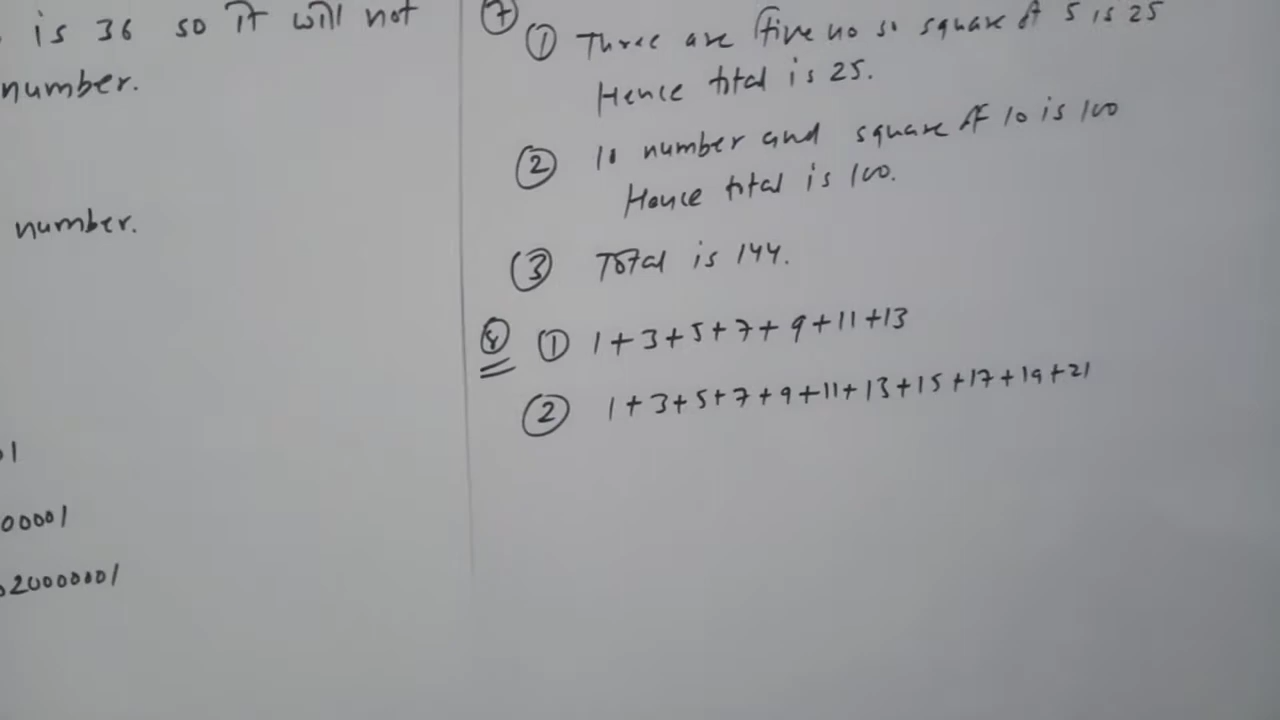 is 36 so it will not
number.
number.
1
00001
02000001
7
① Three are five no so square of 5 is 25
Hence total is 25.
② 10 number and square of 10 is 100
Hence total is 100.
③ Total is 144.
8 ① 1+3+5+7+9+11+13
② 1+3+5+7+9+11+13+15+17+19+21